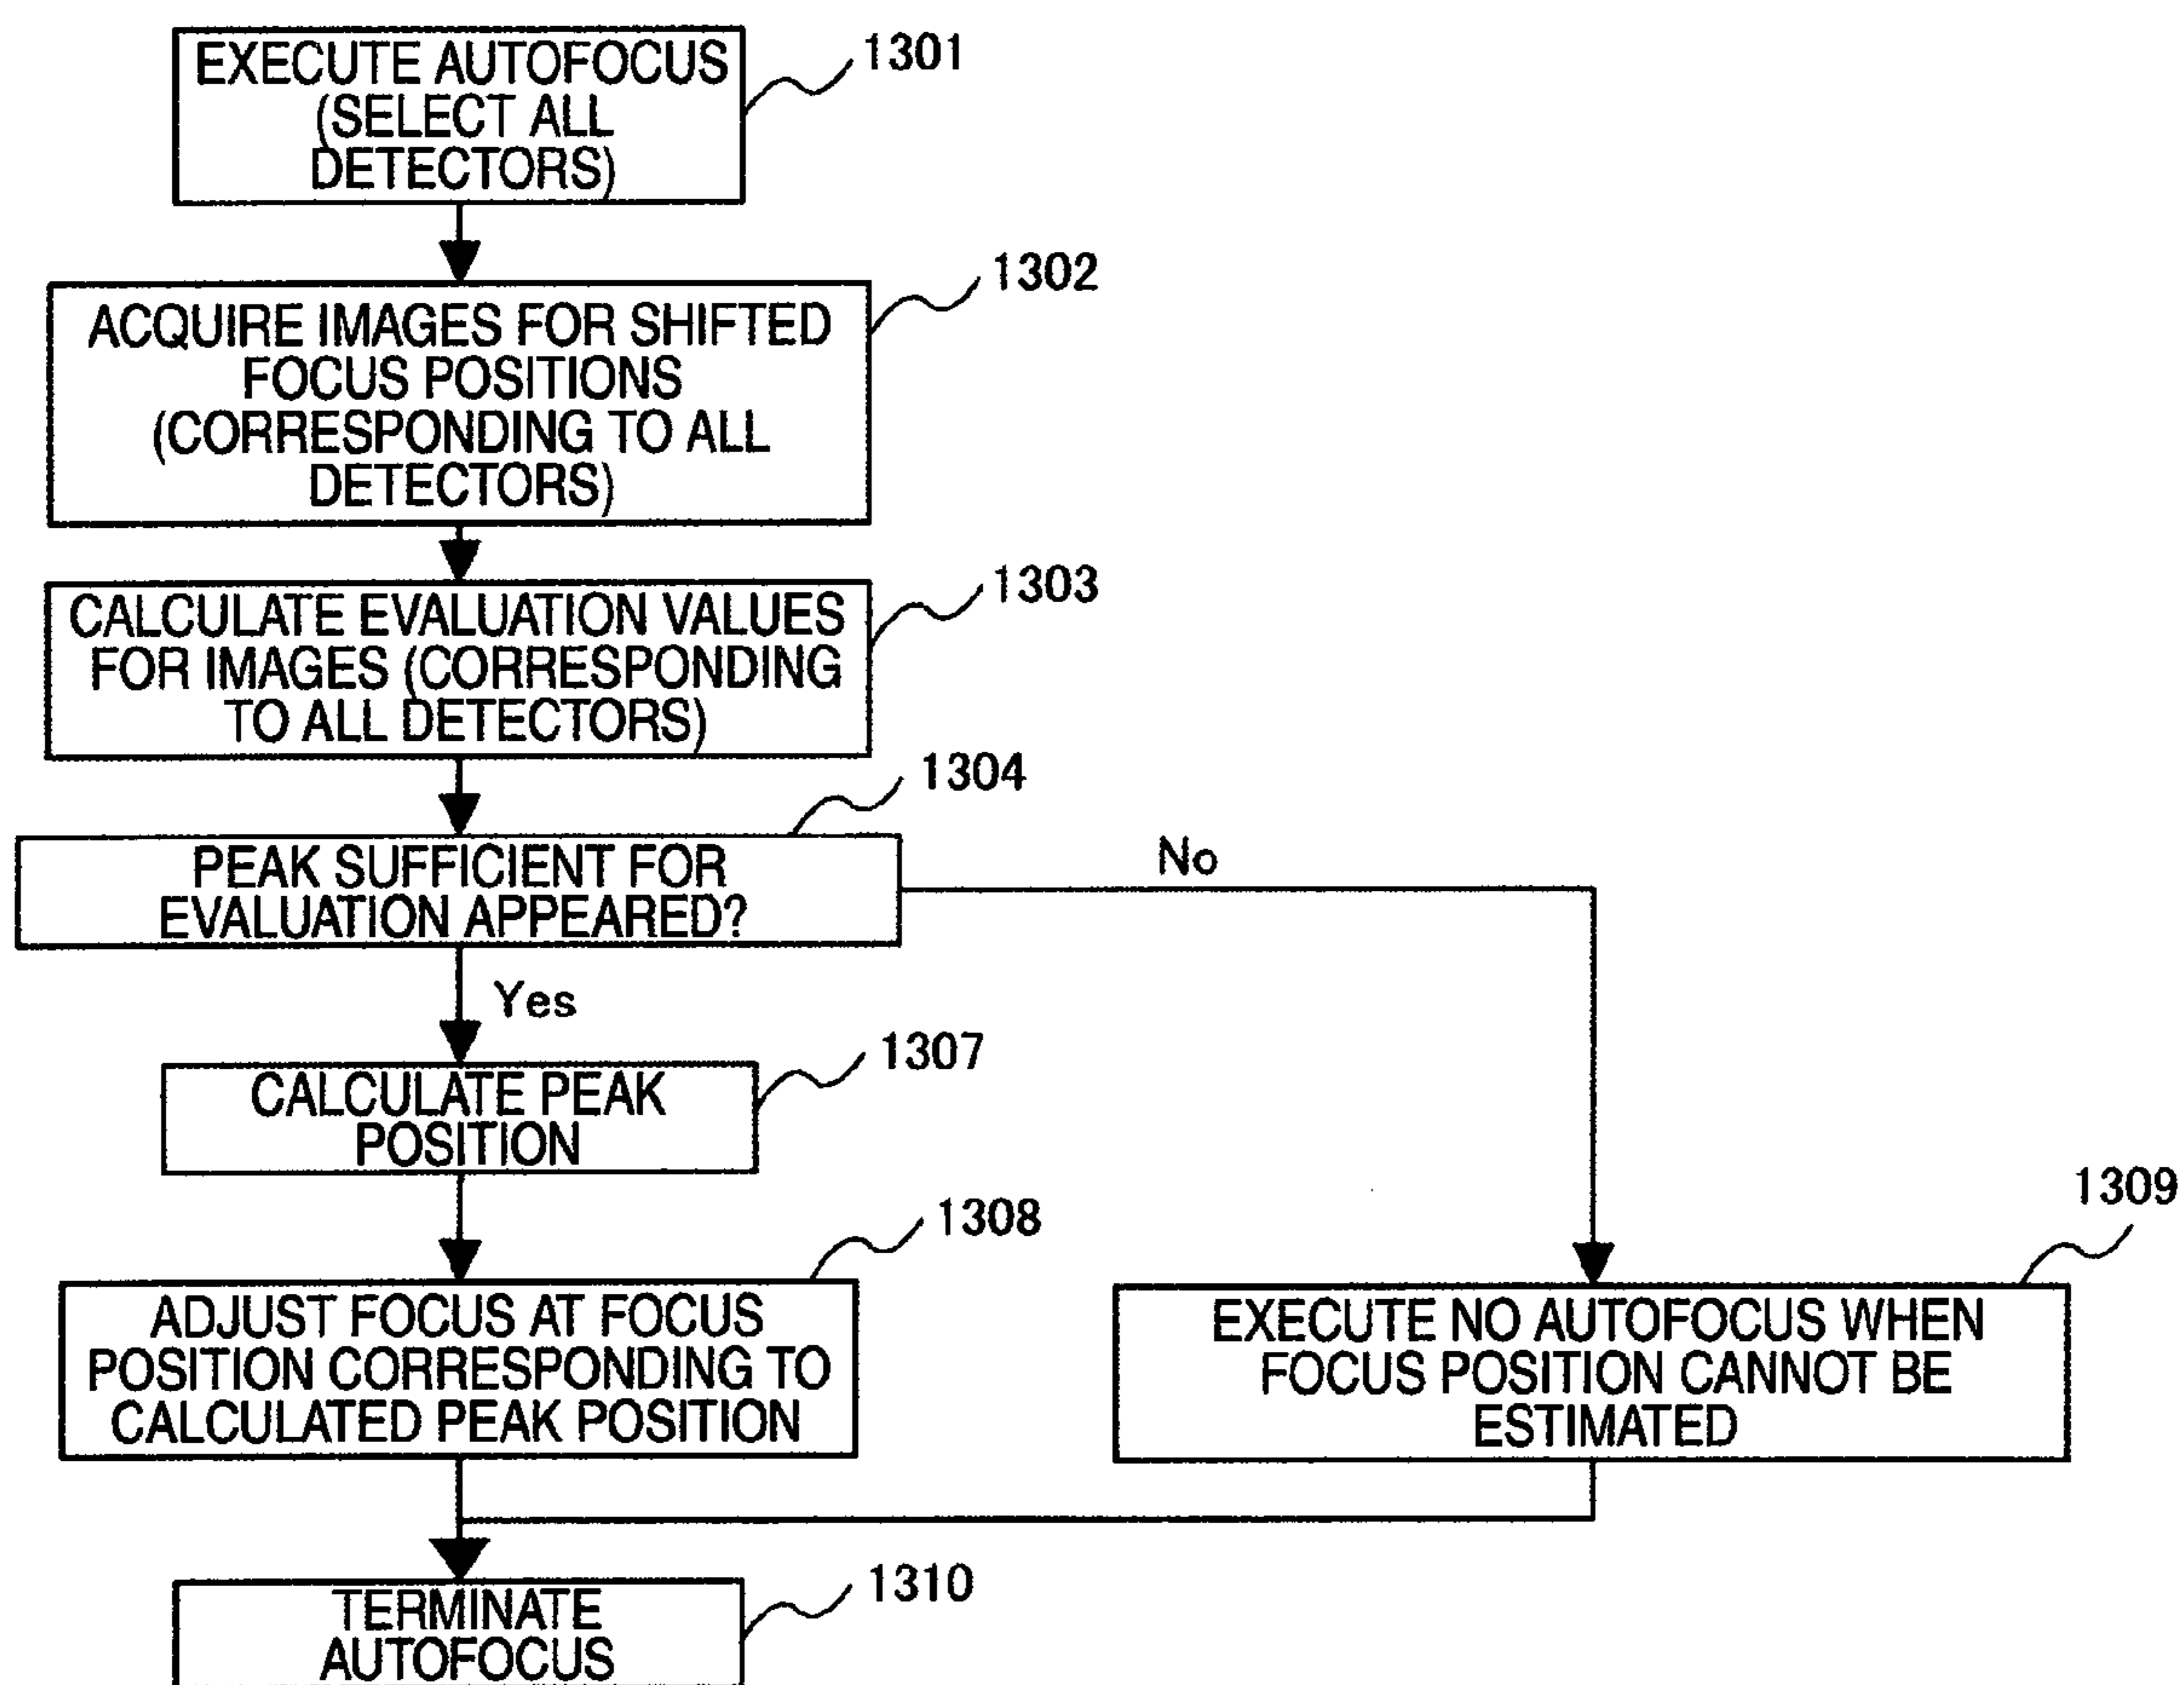 EXECUTE AUTOFOCUS
(SELECT ALL
DETECTORS)
1301
ACQUIRE IMAGES FOR SHIFTED
FOCUS POSITIONS
(CORRESPONDING TO ALL
DETECTORS)
1302
CALCULATE EVALUATION VALUES
FOR IMAGES (CORRESPONDING
TO ALL DETECTORS)
1303
PEAK SUFFICIENT FOR
EVALUATION APPEARED?
1304
No
Yes
CALCULATE PEAK
POSITION
1307
ADJUST FOCUS AT FOCUS
POSITION CORRESPONDING TO
CALCULATED PEAK POSITION
1308
EXECUTE NO AUTOFOCUS WHEN
FOCUS POSITION CANNOT BE
ESTIMATED
1309
TERMINATE
AUTOFOCUS
1310